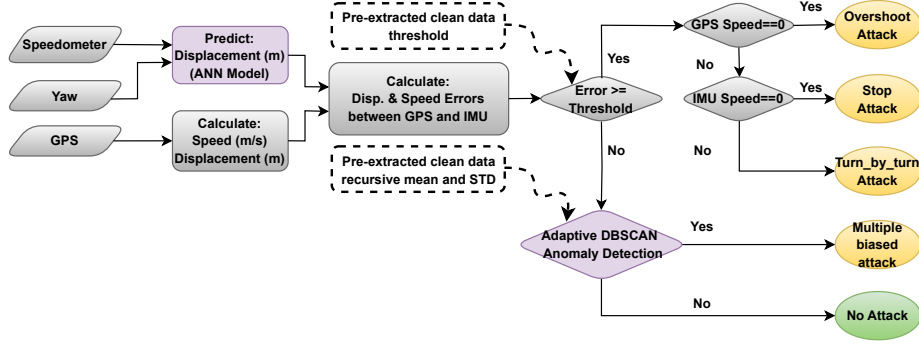 Speedometer
Yaw
GPS
Predict:
Displacement (m)
(ANN Model)
Calculate:
Speed (m/s)
Displacement (m)
Pre-extracted clean data
threshold
Calculate:
Disp. & Speed Errors
between GPS and IMU
Pre-extracted clean data
recursive mean and STD
Error >=
Threshold
Yes
No
GPS Speed==0
Yes
No
IMU Speed==0
Yes
No
Adaptive DBSCAN
Anomaly Detection
Yes
No
Overshoot
Attack
Stop
Attack
Turn_by_turn
Attack
Multiple
biased
attack
No Attack